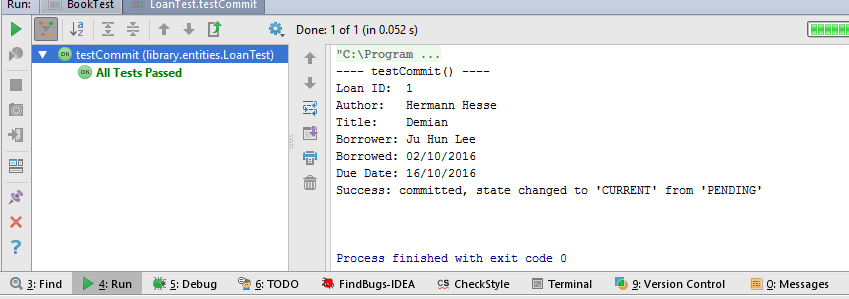 Run: BookTest LoanTest.testCommit
Done: 1 of 1 (in 0.052 s)
OK testCommit (library.entities.LoanTest)
OK All Tests Passed
"C:\Program ...
---- testCommit() ----
Loan ID:  1
Author:   Hermann Hesse
Title:    Demian
Borrower: Ju Hun Lee
Borrowed: 02/10/2016
Due Date: 16/10/2016
Success: committed, state changed to 'CURRENT' from 'PENDING'
Process finished with exit code 0
3: Find 4: Run 5: Debug 6: TODO FindBugs-IDEA CS CheckStyle Terminal 9: Version Control 0: Messages